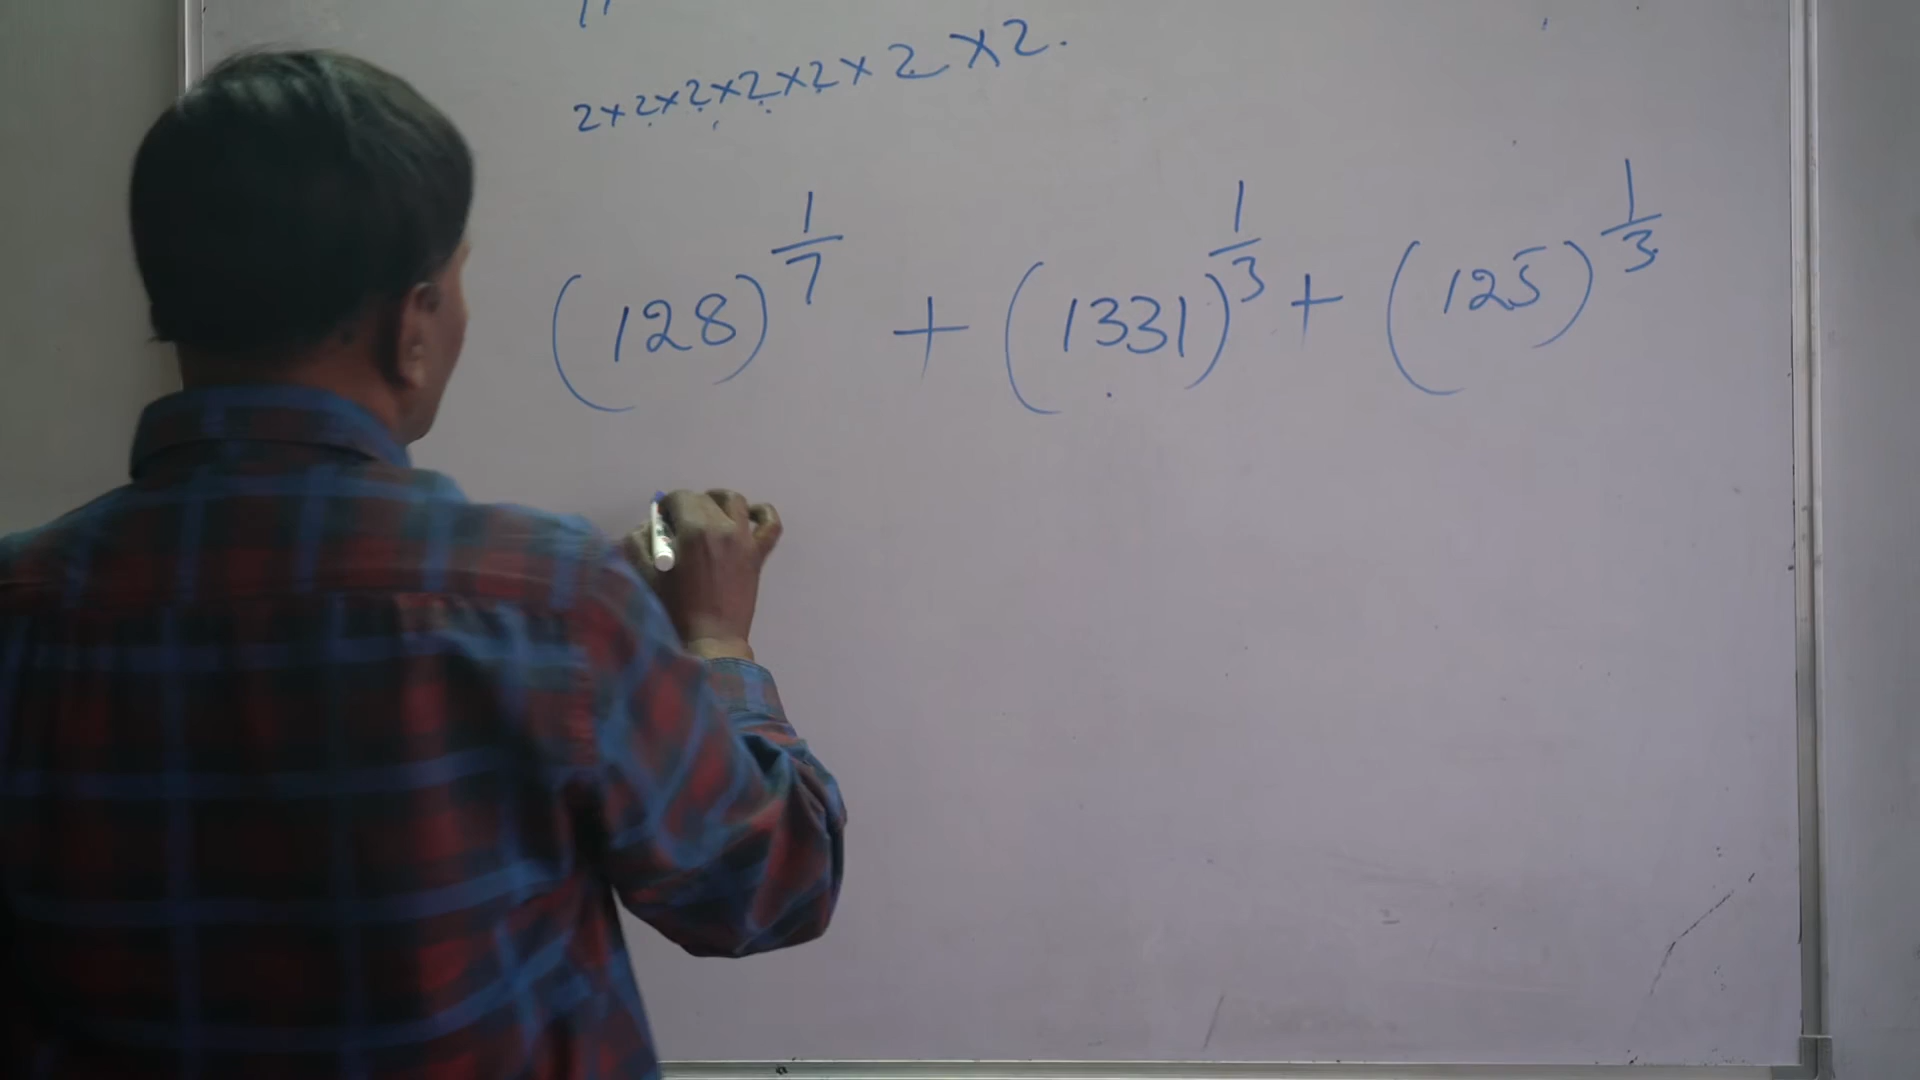 2×2×2×2×2×2×2.
(128)^(1/7) + (1331)^(1/3) + (125)^(1/3)